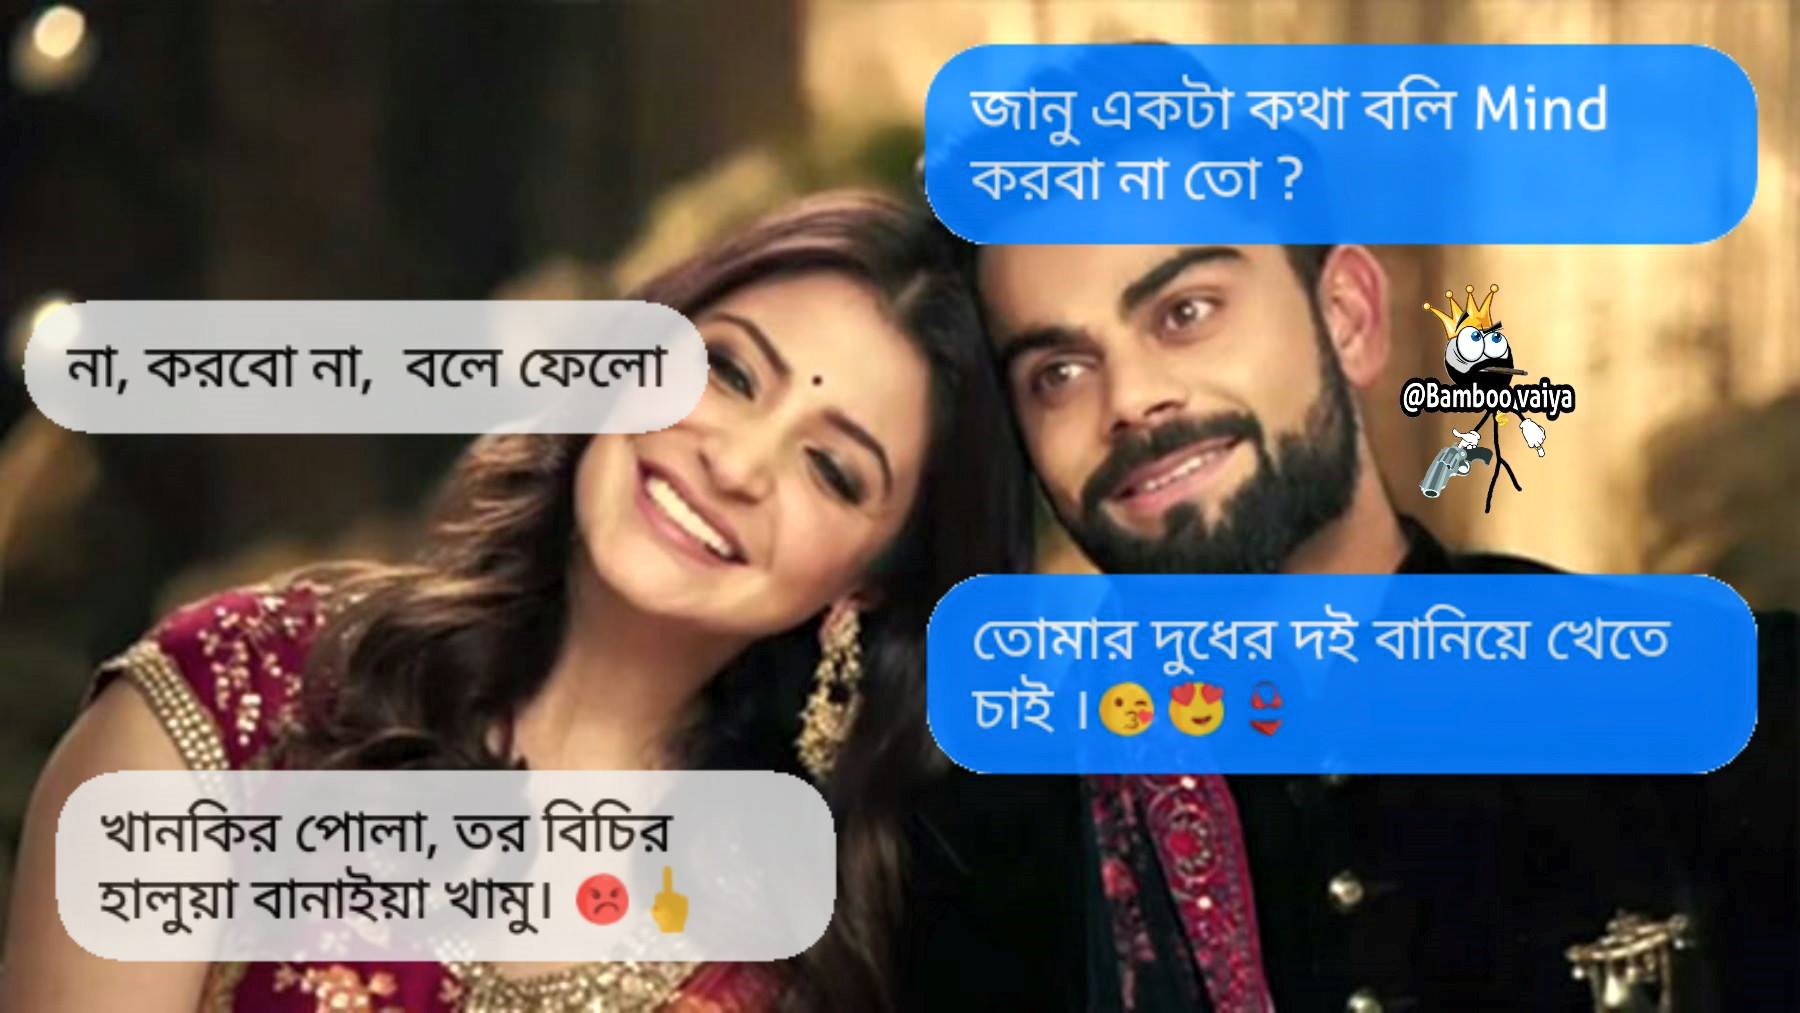 জানু একটা কথা বলি Mind
করবা না তো ?
না, করবো না, বলে ফেলো
@Bamboo vaiya
তোমার দুধের দই বানিয়ে খেতে
চাই ।😘😍👙
খানকির পোলা, তর বিচির
হালুয়া বানাইয়া খামু। 😡🖕